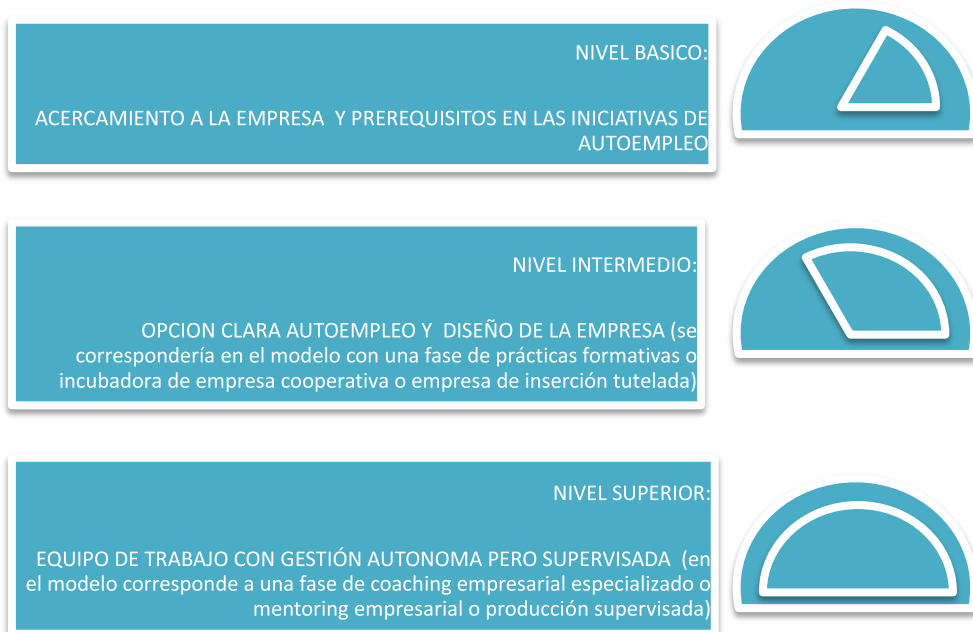 NIVEL BASICO:
ACERCAMIENTO A LA EMPRESA Y PREREQUISITOS EN LAS INICIATIVAS DE
AUTOEMPLEO
NIVEL INTERMEDIO:
OPCION CLARA AUTOEMPLEO Y DISEÑO DE LA EMPRESA (se
correspondería en el modelo con una fase de prácticas formativas o
incubadora de empresa cooperativa o empresa de inserción tutelada)
NIVEL SUPERIOR:
EQUIPO DE TRABAJO CON GESTIÓN AUTONOMA PERO SUPERVISADA (en
el modelo corresponde a una fase de coaching empresarial especializado o
mentoring empresarial o producción supervisada)